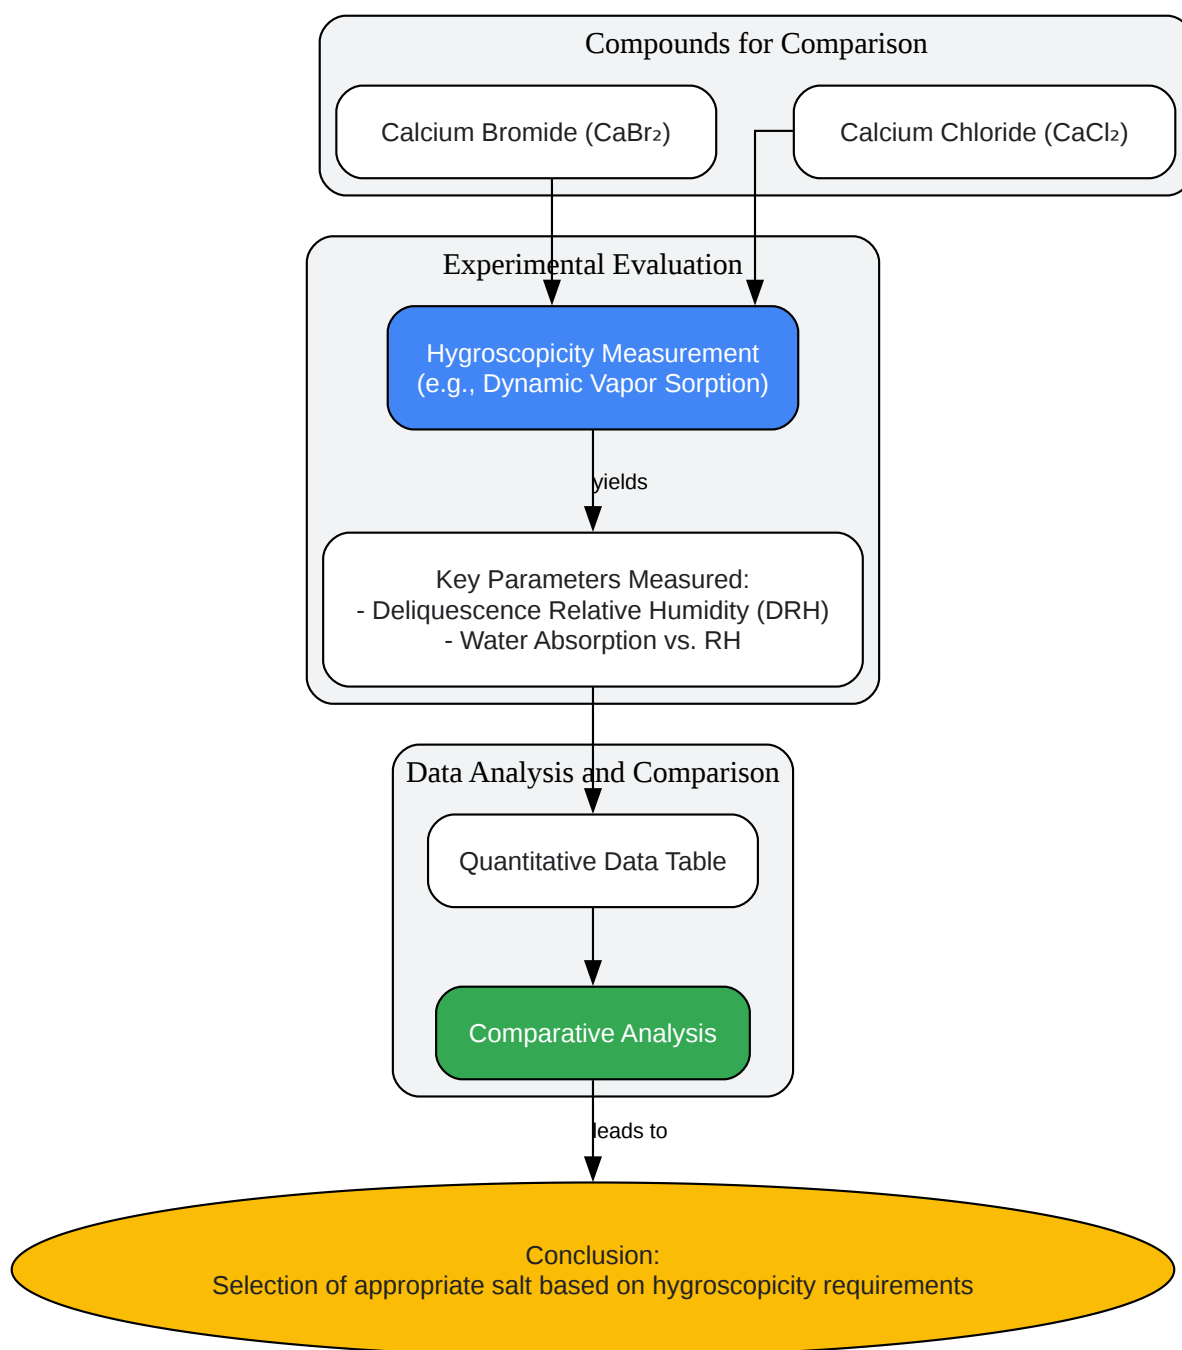 Compounds for Comparison
Calcium Bromide (CaBr₂)
Calcium Chloride (CaCl₂)
Experimental Evaluation
Hygroscopicity Measurement
(e.g., Dynamic Vapor Sorption)
yields
Key Parameters Measured:
- Deliquescence Relative Humidity (DRH)
- Water Absorption vs. RH
Data Analysis and Comparison
Quantitative Data Table
Comparative Analysis
leads to
Conclusion:
Selection of appropriate salt based on hygroscopicity requirements